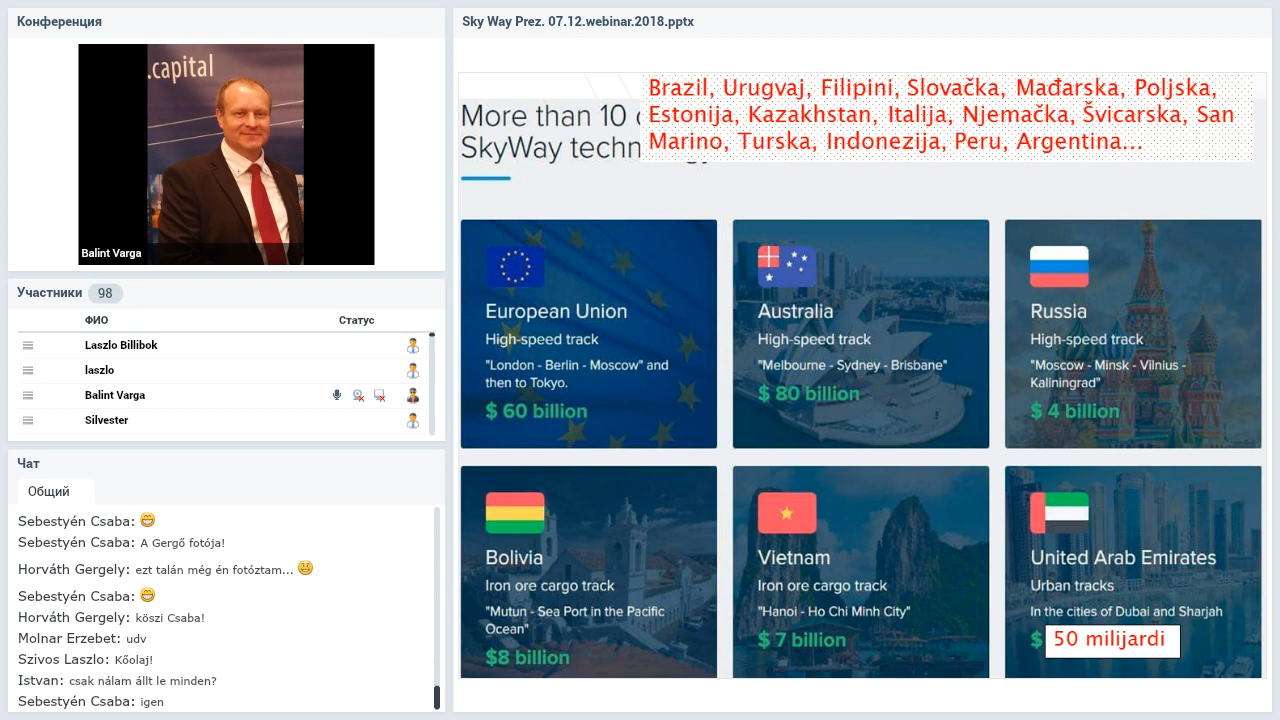 Конференция
.capital
Balint Varga
Участники 98
ФИО Статус
Laszlo Billibok
laszlo
Balint Varga
Silvester
Чат
Общий
Sebestyén Csaba:
Sebestyén Csaba: A Gergő fotója!
Horváth Gergely: ezt talán még én fotóztam...
Sebestyén Csaba:
Horváth Gergely: köszi Csaba!
Molnar Erzebet: udv
Szivos Laszlo: Kőolaj!
Istvan: csak nálam állt le minden?
Sebestyén Csaba: igen
Sky Way Prez. 07.12.webinar.2018.pptx
Brazil, Urugvaj, Filipini, Slovačka, Mađarska, Poljska,
Estonija, Kazakhstan, Italija, Njemačka, Švicarska, San
Marino, Turska, Indonezija, Peru, Argentina...
More than 10
SkyWay
European Union
High-speed track
"London - Berlin - Moscow" and
then to Tokyo.
$ 60 billion
Australia
High-speed track
"Melbourne - Sydney - Brisbane"
$ 80 billion
Russia
High-speed track
"Moscow - Minsk - Vilnius -
Kaliningrad"
$ 4 billion
Bolivia
Iron ore cargo track
"Mutun - Sea Port in the Pacific
Ocean"
$8 billion
Vietnam
Iron ore cargo track
"Hanoi - Ho Chi Minh City"
$ 7 billion
United Arab Emirates
Urban tracks
In the cities of Dubai and Sharjah
$ 50 milijardi